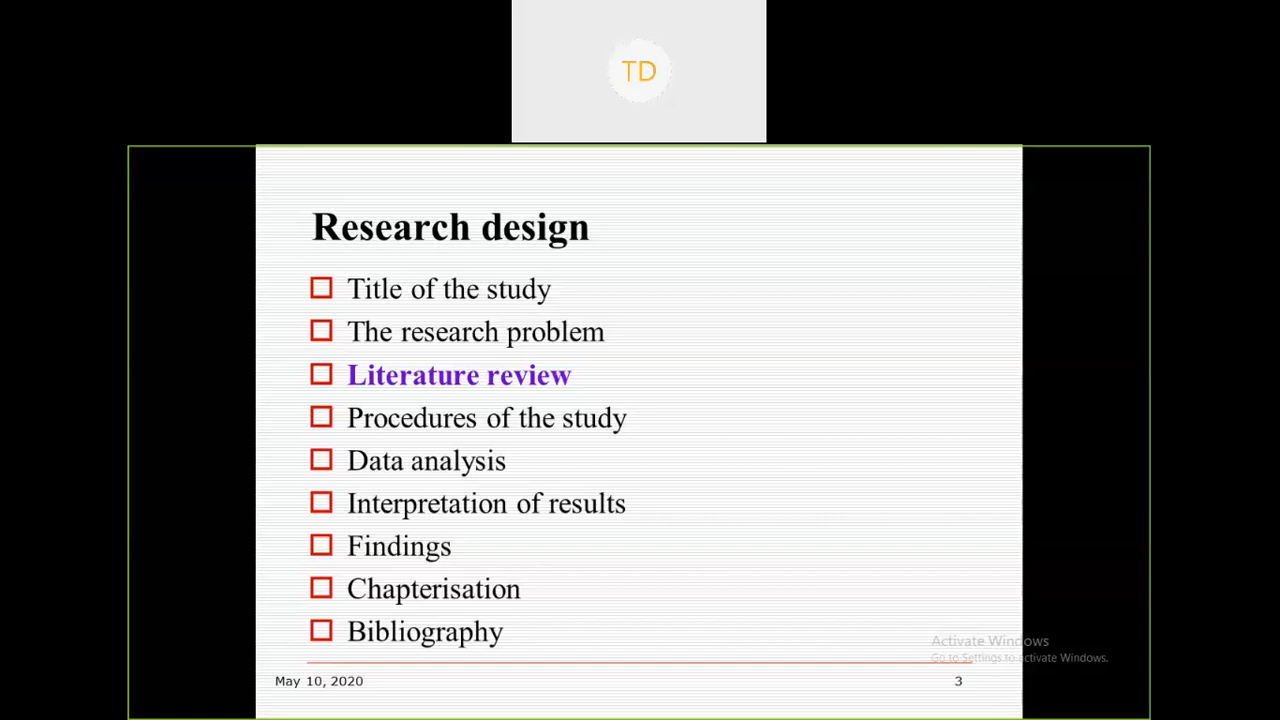 TD
Research design
Title of the study
The research problem
Literature review
Procedures of the study
Data analysis
Interpretation of results
Findings
Chapterisation
Bibliography
Activate Windows
Go to Settings to activate Windows.
May 10, 2020
3